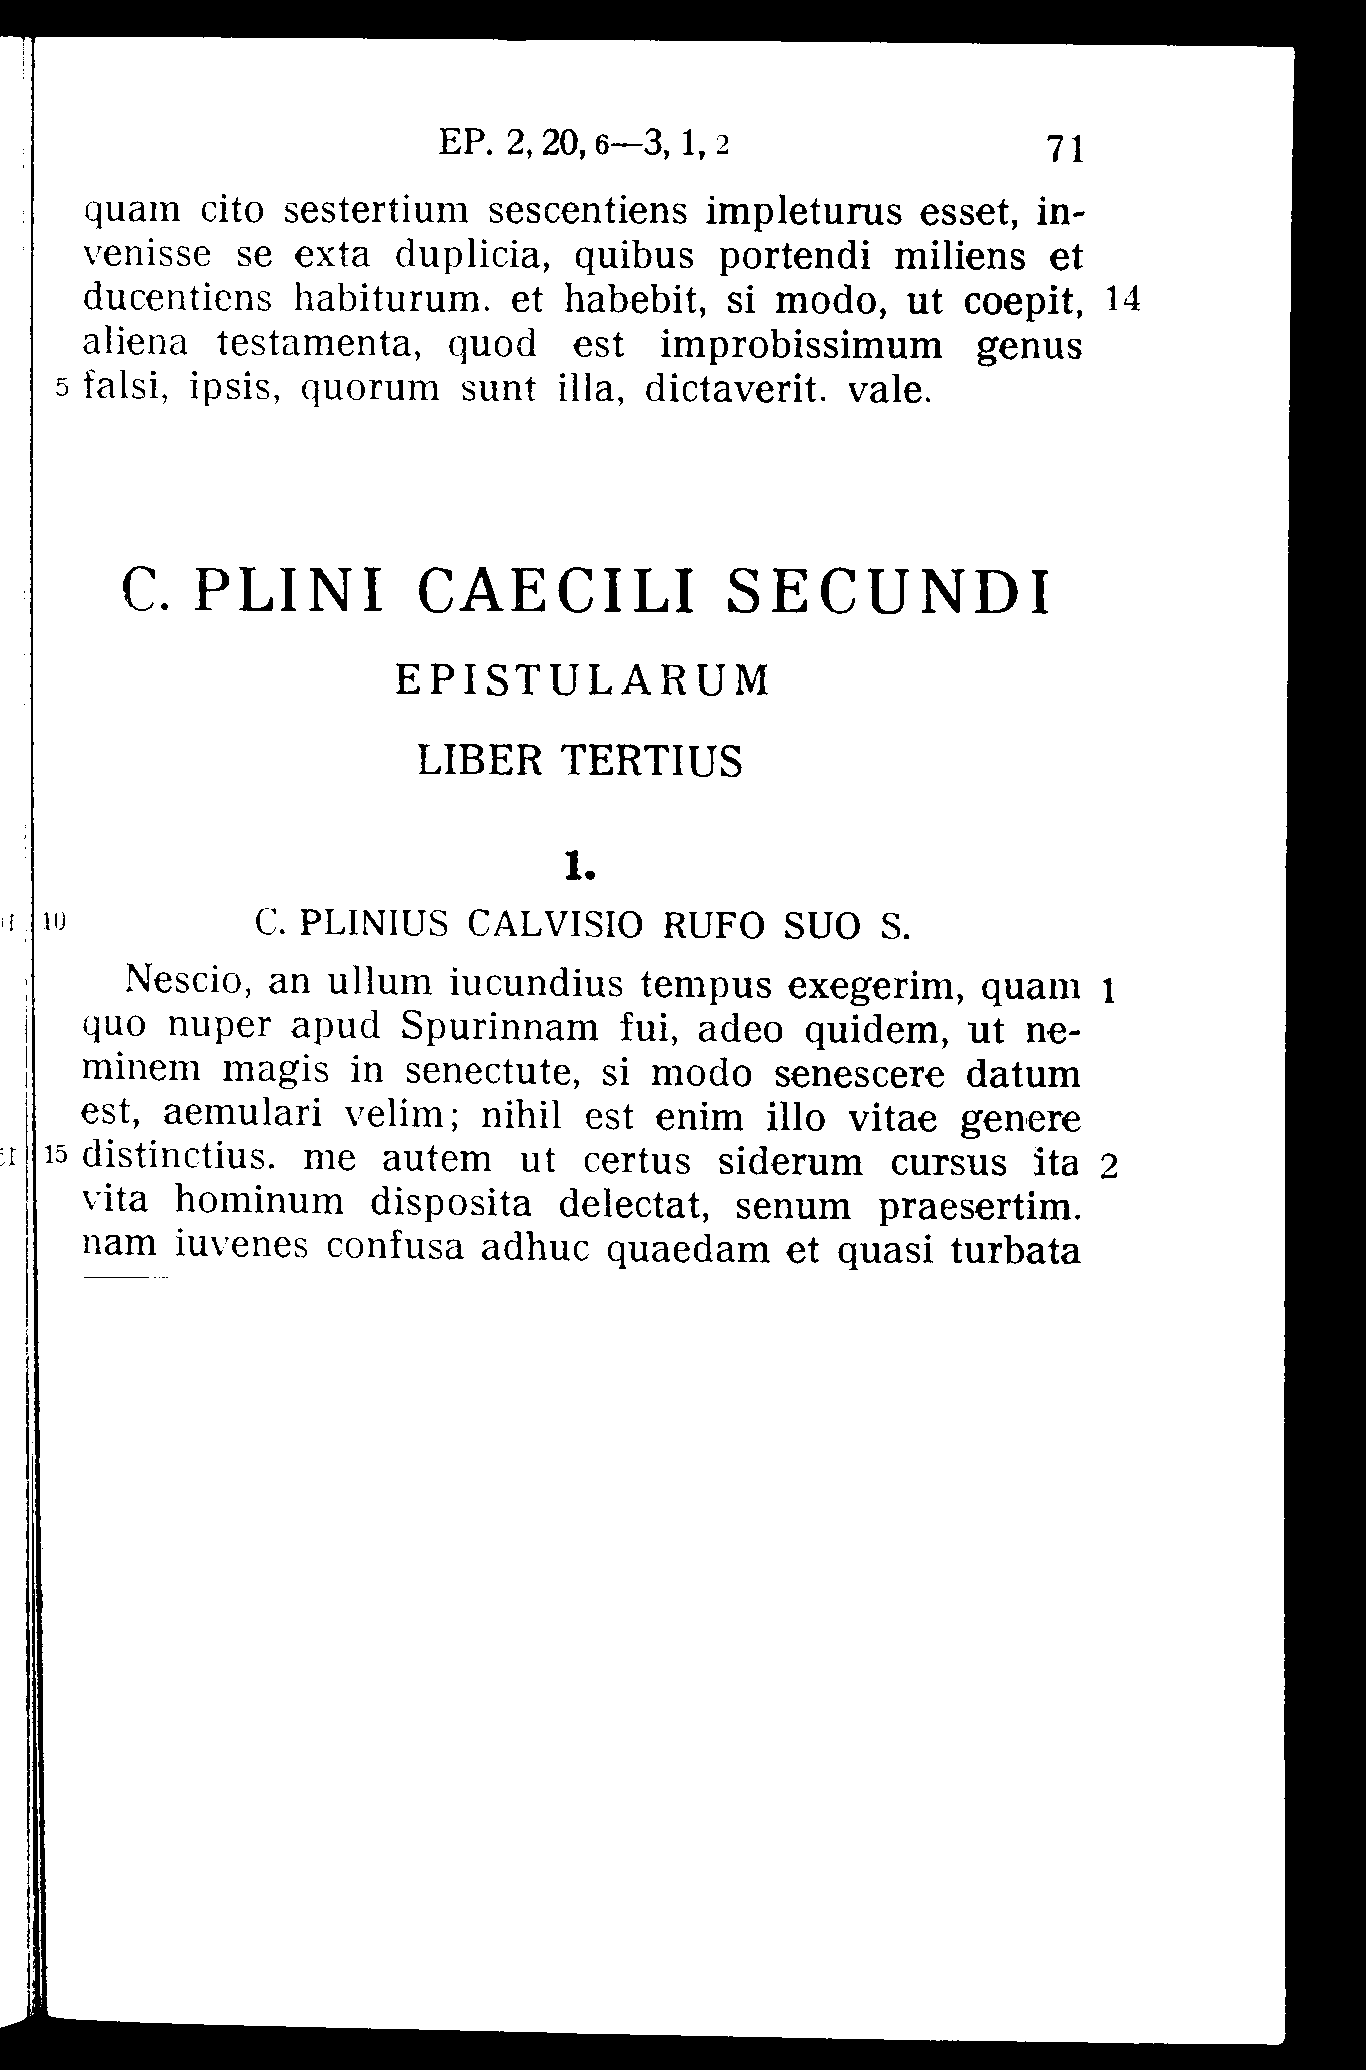 EP. 2, 20, 6—3, 1, 2 71
quam cito sestertium sescentiens impleturus esset, in-
venisse se exta duplicia, quibus portendi miliens et
ducentiens habiturum. et habebit, si modo, ut coepit, 14
aliena testamenta, quod est improbissimum genus
5 falsi, ipsis, quorum sunt illa, dictaverit. vale.
C. PLINI CAECILI SECUNDI
EPISTULARUM
LIBER TERTIUS
1.
10 C. PLINIUS CALVISIO RUFO SUO S.
Nescio, an ullum iucundius tempus exegerim, quam 1
quo nuper apud Spurinnam fui, adeo quidem, ut ne-
minem magis in senectute, si modo senescere datum
est, aemulari velim; nihil est enim illo vitae genere
15 distinctius. me autem ut certus siderum cursus ita 2
vita hominum disposita delectat, senum praesertim.
nam iuvenes confusa adhuc quaedam et quasi turbata